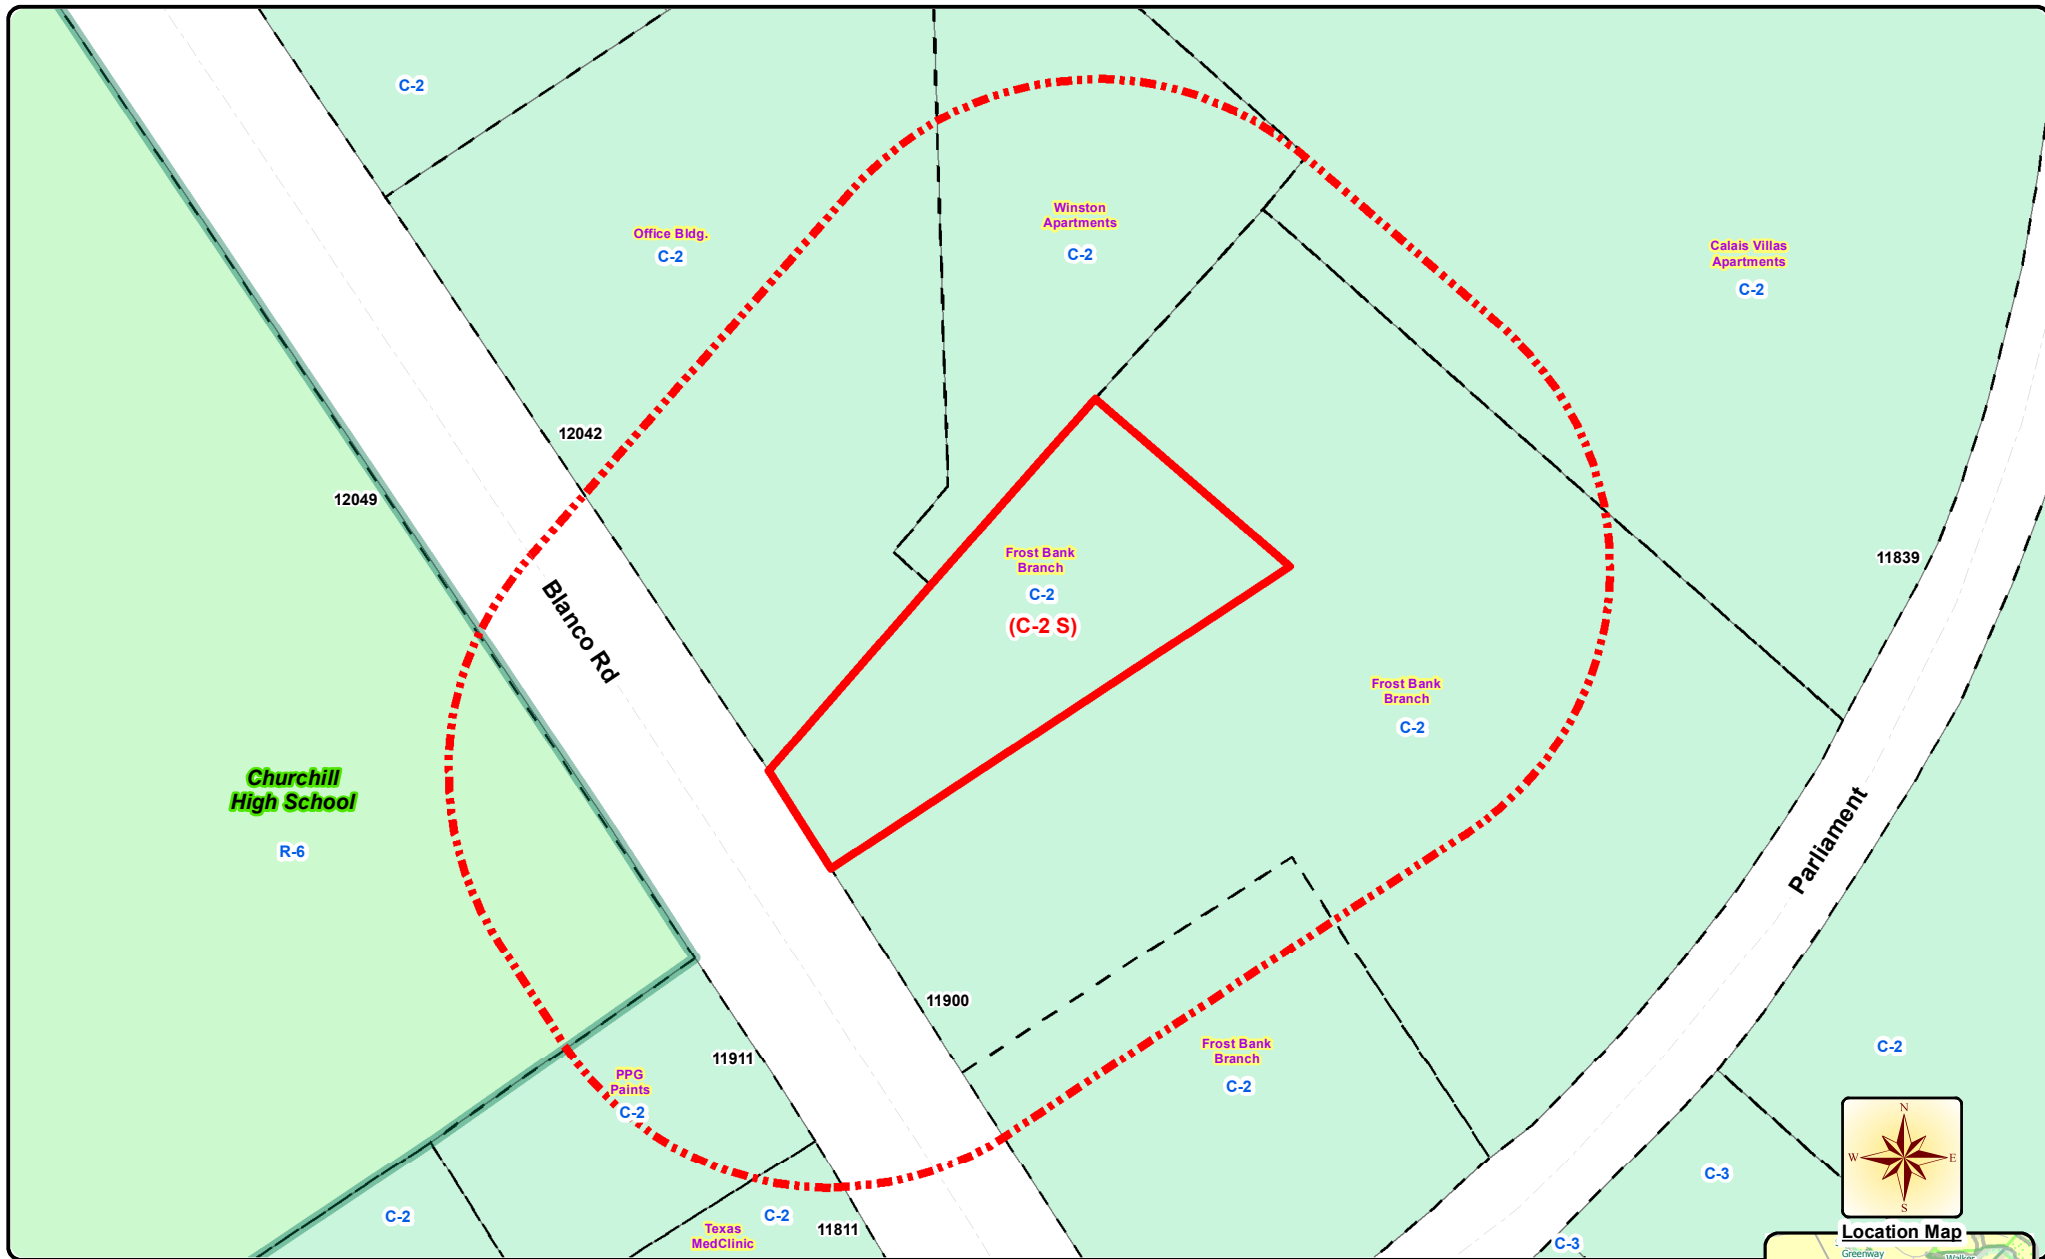 C-2
Office Bldg.
C-2
Winston
Apartments
C-2
Calais Villas
Apartments
C-2
12042
12049
Blanco Rd
Frost Bank
Branch
C-2
(C-2 S)
11839
Frost Bank
Branch
C-2
Churchill
High School
R-6
Parliament
11900
11911
Frost Bank
Branch
C-2
C-2
PPG
Paints
C-2
N
W
E
S
C-3
C-2
C-2
Texas
MedClinic
11811
C-3
Location Map
Greenway
Walker